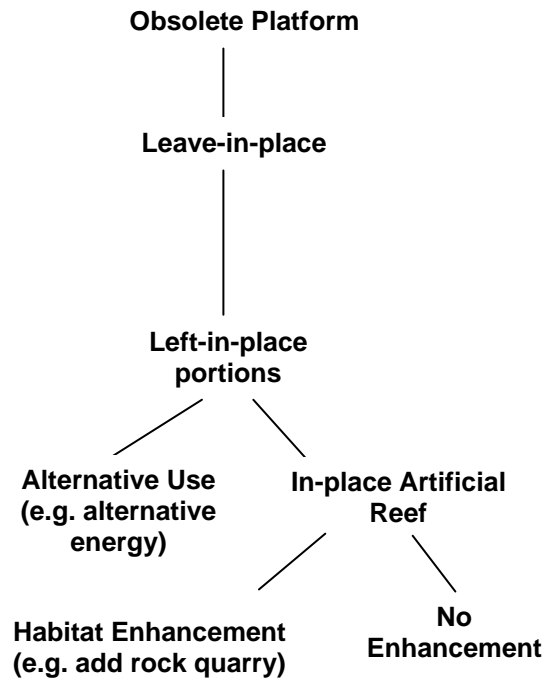 Obsolete Platform
Leave-in-place
Left-in-place
portions
Alternative Use
(e.g. alternative
energy)
In-place Artificial
Reef
Habitat Enhancement
(e.g. add rock quarry)
No
Enhancement